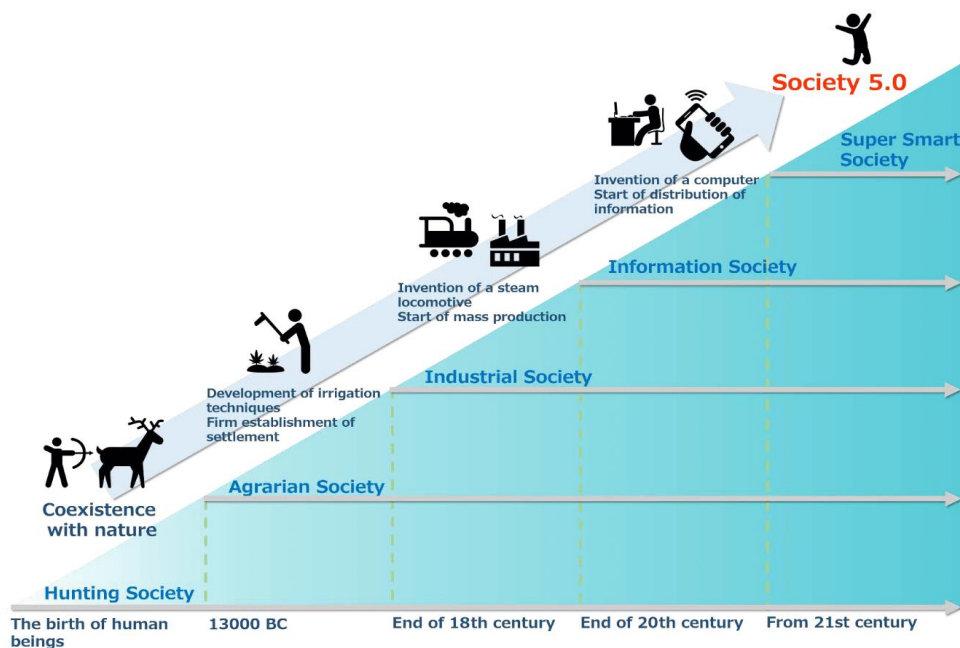 Society 5.0
Super Smart
Society
Invention of a computer
Start of distribution of
information
Information Society
Invention of a steam
locomotive
Start of mass production
Industrial Society
Development of irrigation
techniques
Firm establishment of
settlement
Agrarian Society
Coexistence
with nature
Hunting Society
The birth of human
beings
13000 BC
End of 18th century
End of 20th century
From 21st century